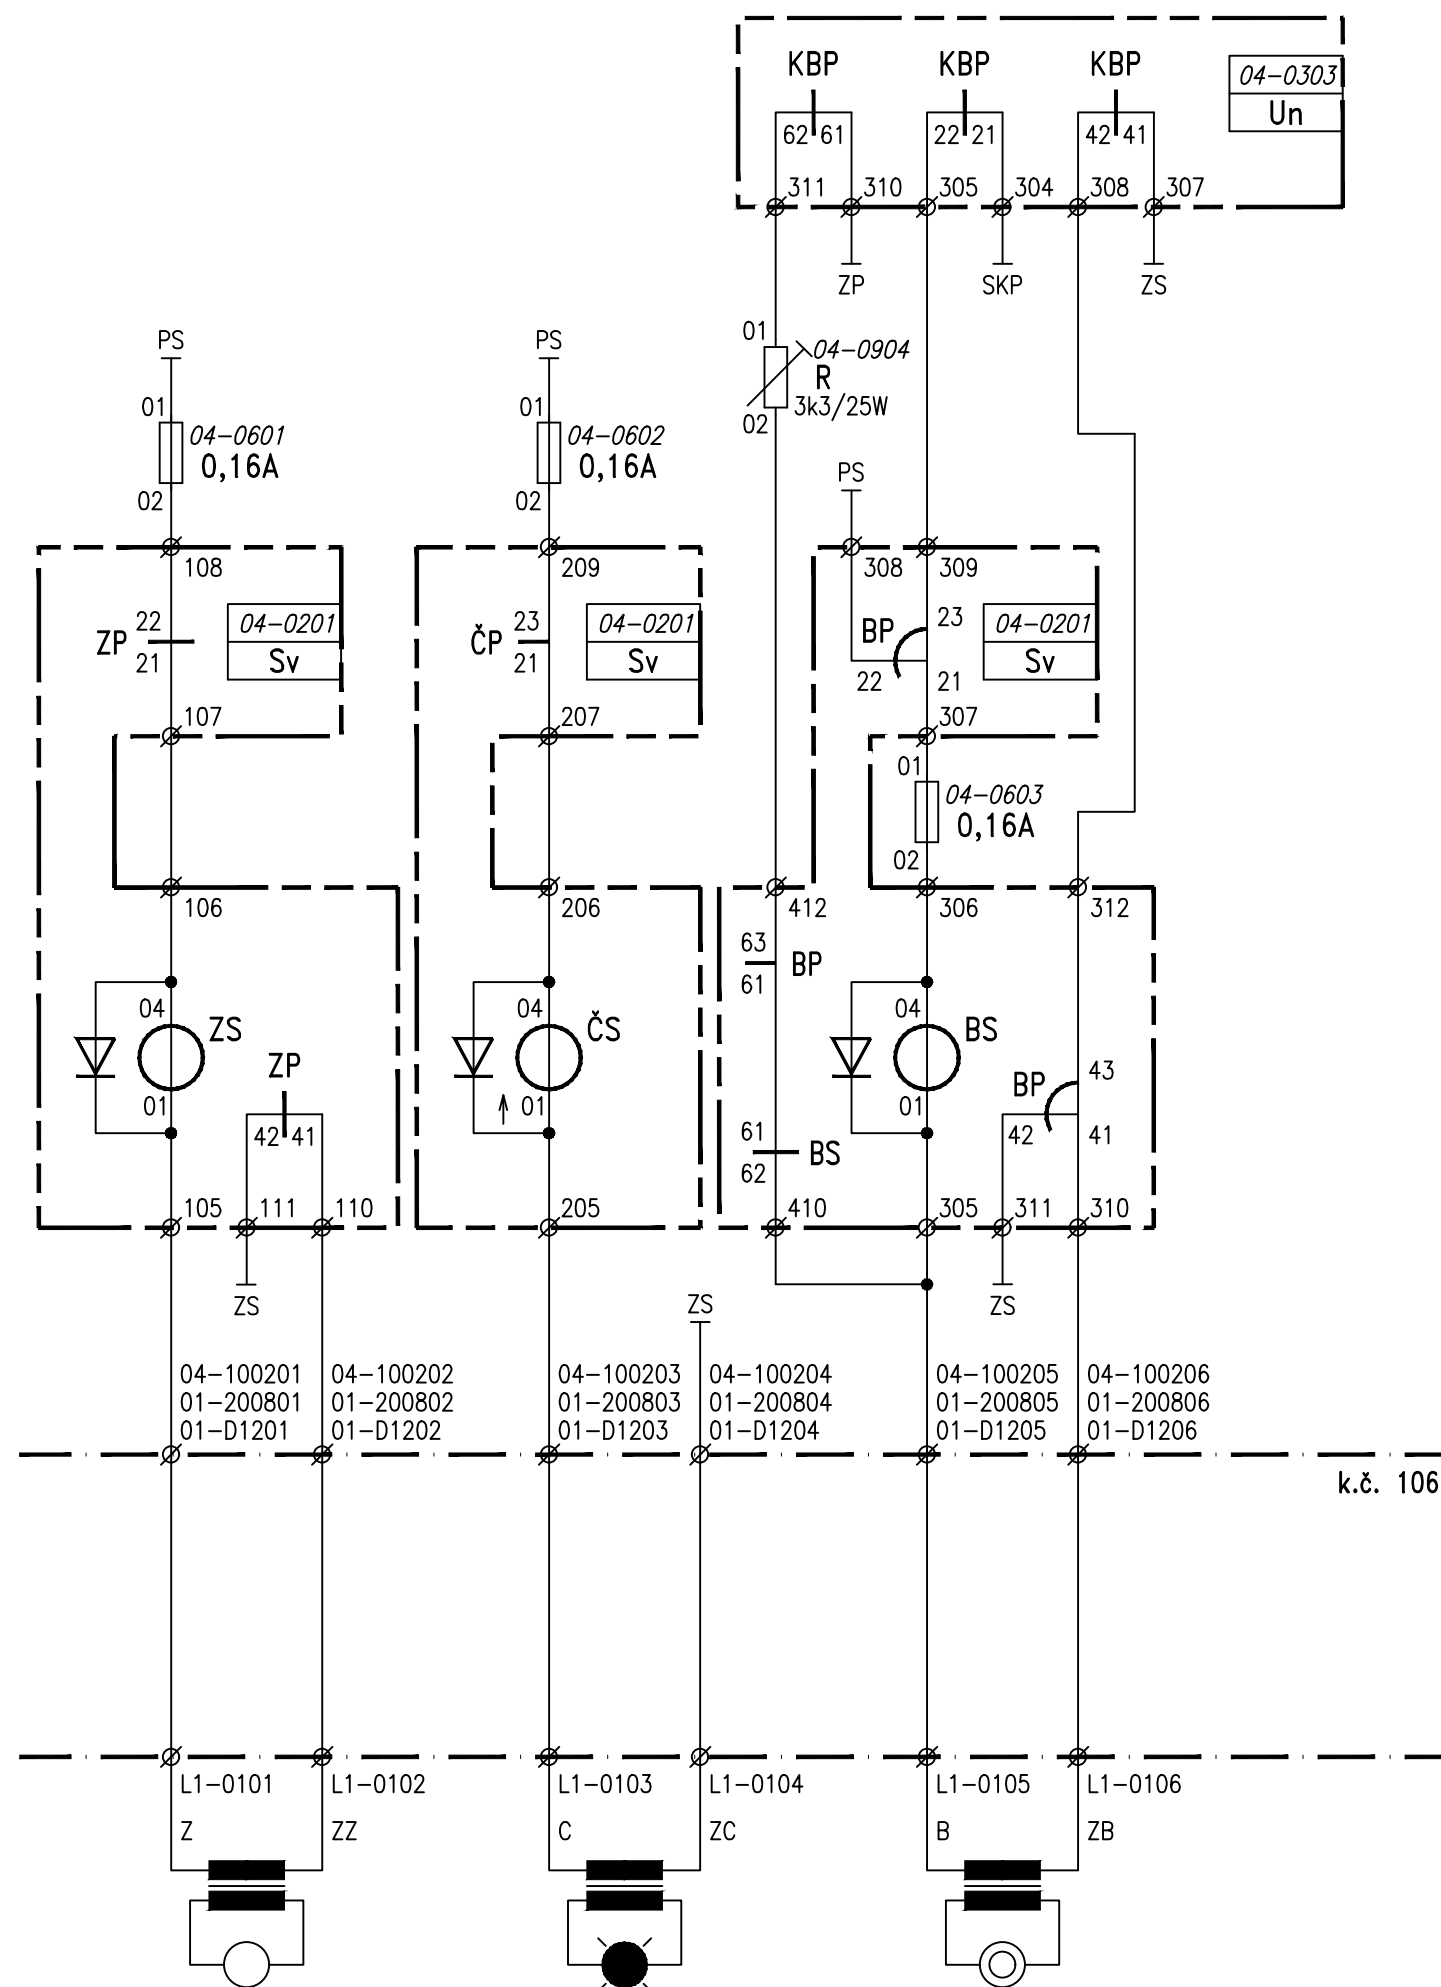 KBP KBP KBP
04-0303
Un
62 61 22 21 42 41
311 310 305 304 308 307
ZP SKP ZS
PS PS
01
04-0904
R
3k3/25W
02
01 01
04-0601 04-0602
0,16A 0,16A
02 02
PS
108 209 308 309
22 23 23
04-0201 04-0201 04-0201
ZP ČP BP
Sv Sv Sv
21 21 22 21
107 207 307
01
04-0603
0,16A
02
106 206 412 306 312
63
BP
61
04 04 04
ZS ČS BS
ZP BP 43
01 01 01
42 41 42 41
61
BS
62
105 111 110 205 410 305 311 310
ZS ZS ZS
04-100201 04-100202 04-100203 04-100204 04-100205 04-100206
01-200801 01-200802 01-200803 01-200804 01-200805 01-200806
01-D1201 01-D1202 01-D1203 01-D1204 01-D1205 01-D1206
k.č. 106
L1-0101 L1-0102 L1-0103 L1-0104 L1-0105 L1-0106
Z ZZ C ZC B ZB